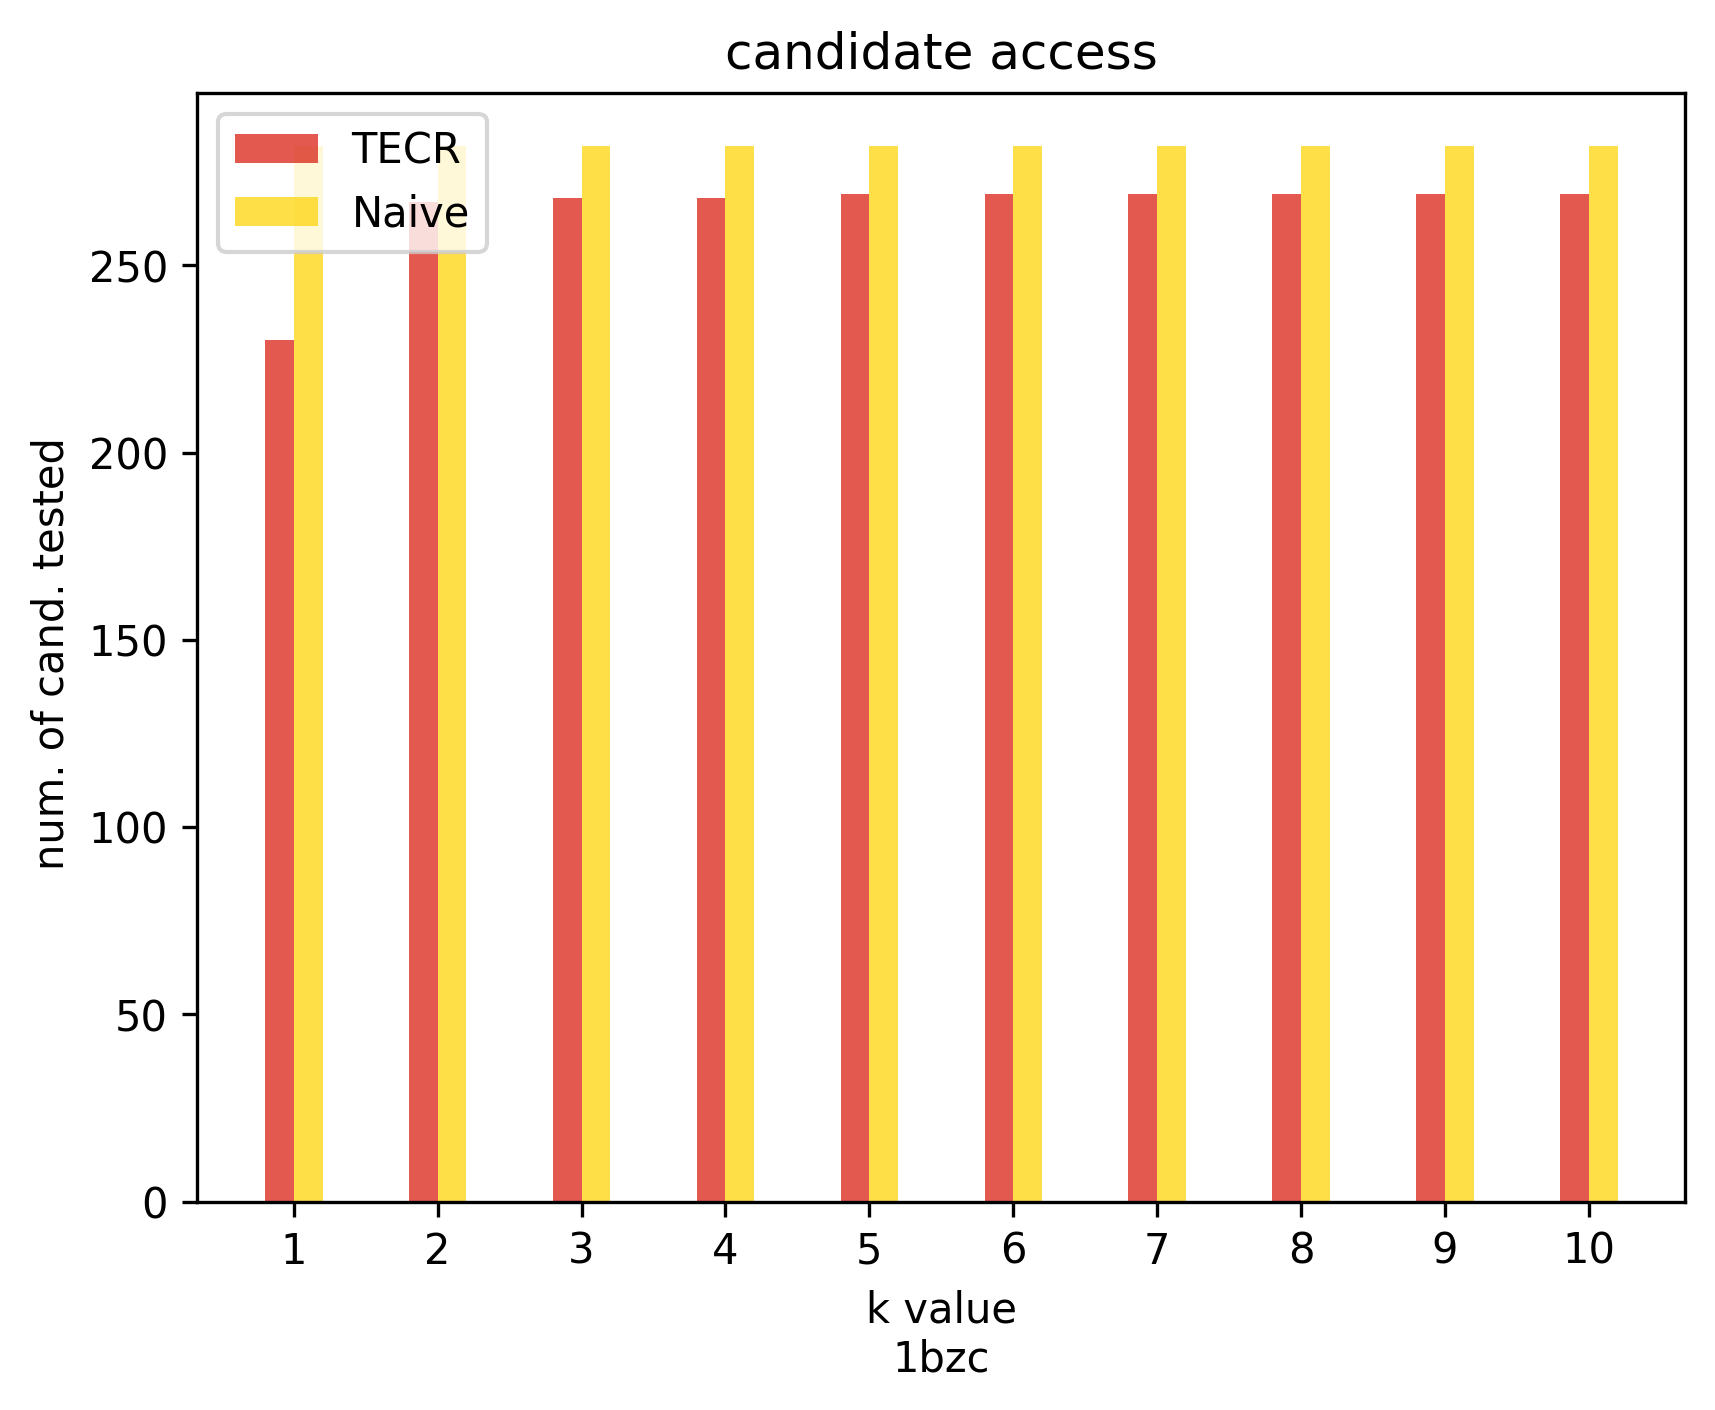 candidate access
TECR
Naive
num. of cand. tested
250
200
150
100
50
0
1 2 3 4 5 6 7 8 9 10
k value
1bzc